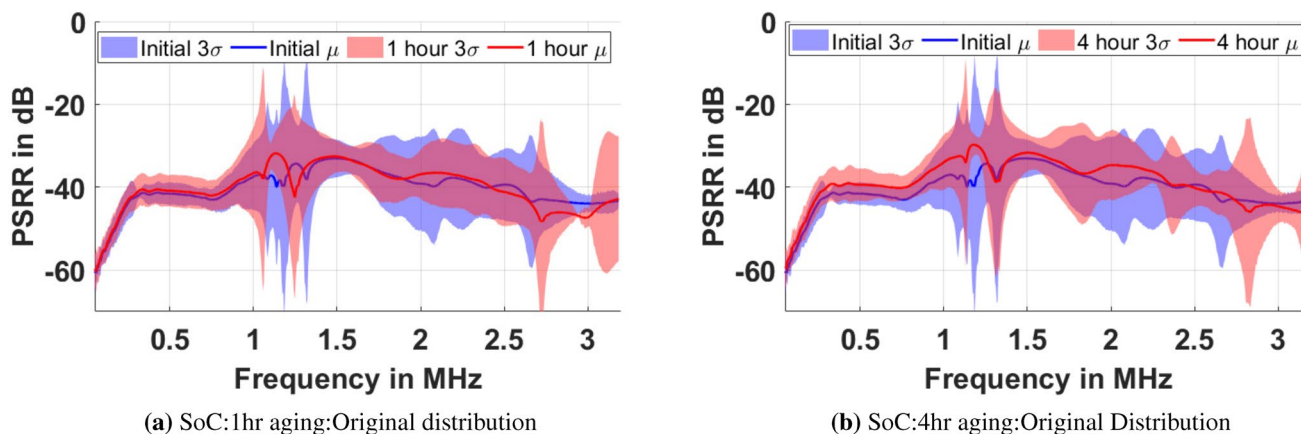 0
-20
-40
-60
PSRR in dB
Initial 3σ Initial μ 1 hour 3σ 1 hour μ
0.5 1 1.5 2 2.5 3
Frequency in MHz
(a) SoC:1hr aging:Original distribution
0
-20
-40
-60
PSRR in dB
Initial 3σ Initial μ 4 hour 3σ 4 hour μ
0.5 1 1.5 2 2.5 3
Frequency in MHz
(b) SoC:4hr aging:Original Distribution